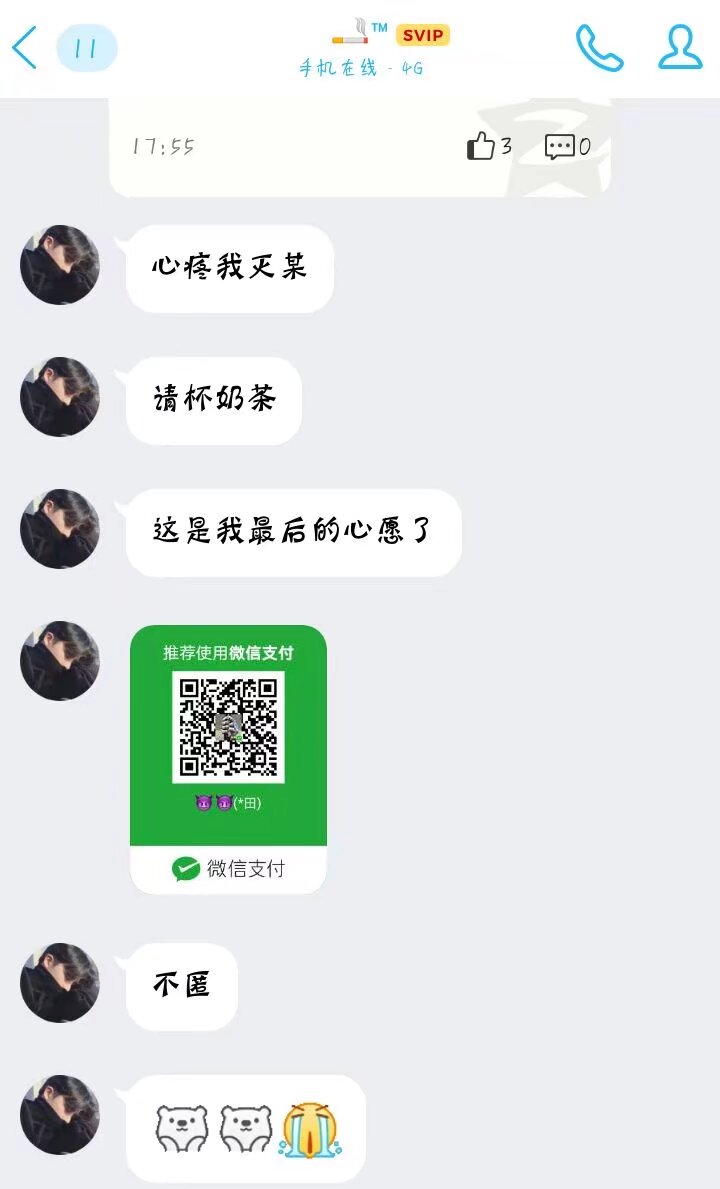 11
TM SVIP
手机在线 - 4G
17:55
3
0
心疼我灭某
请杯奶茶
这是我最后的心愿了
推荐使用微信支付
(*田)
微信支付
不匿